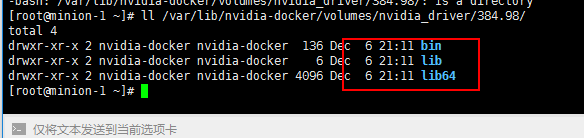 -bash: /var/lib/nvidia-docker/volumes/nvidia_driver/384.98/: is a directory
[root@minion-1 ~]# ll /var/lib/nvidia-docker/volumes/nvidia_driver/384.98/
total 4
drwxr-xr-x 2 nvidia-docker nvidia-docker  136 Dec  6 21:11 bin
drwxr-xr-x 2 nvidia-docker nvidia-docker    6 Dec  6 21:11 lib
drwxr-xr-x 2 nvidia-docker nvidia-docker 4096 Dec  6 21:11 lib64
[root@minion-1 ~]#
仅将文本发送到当前选项卡